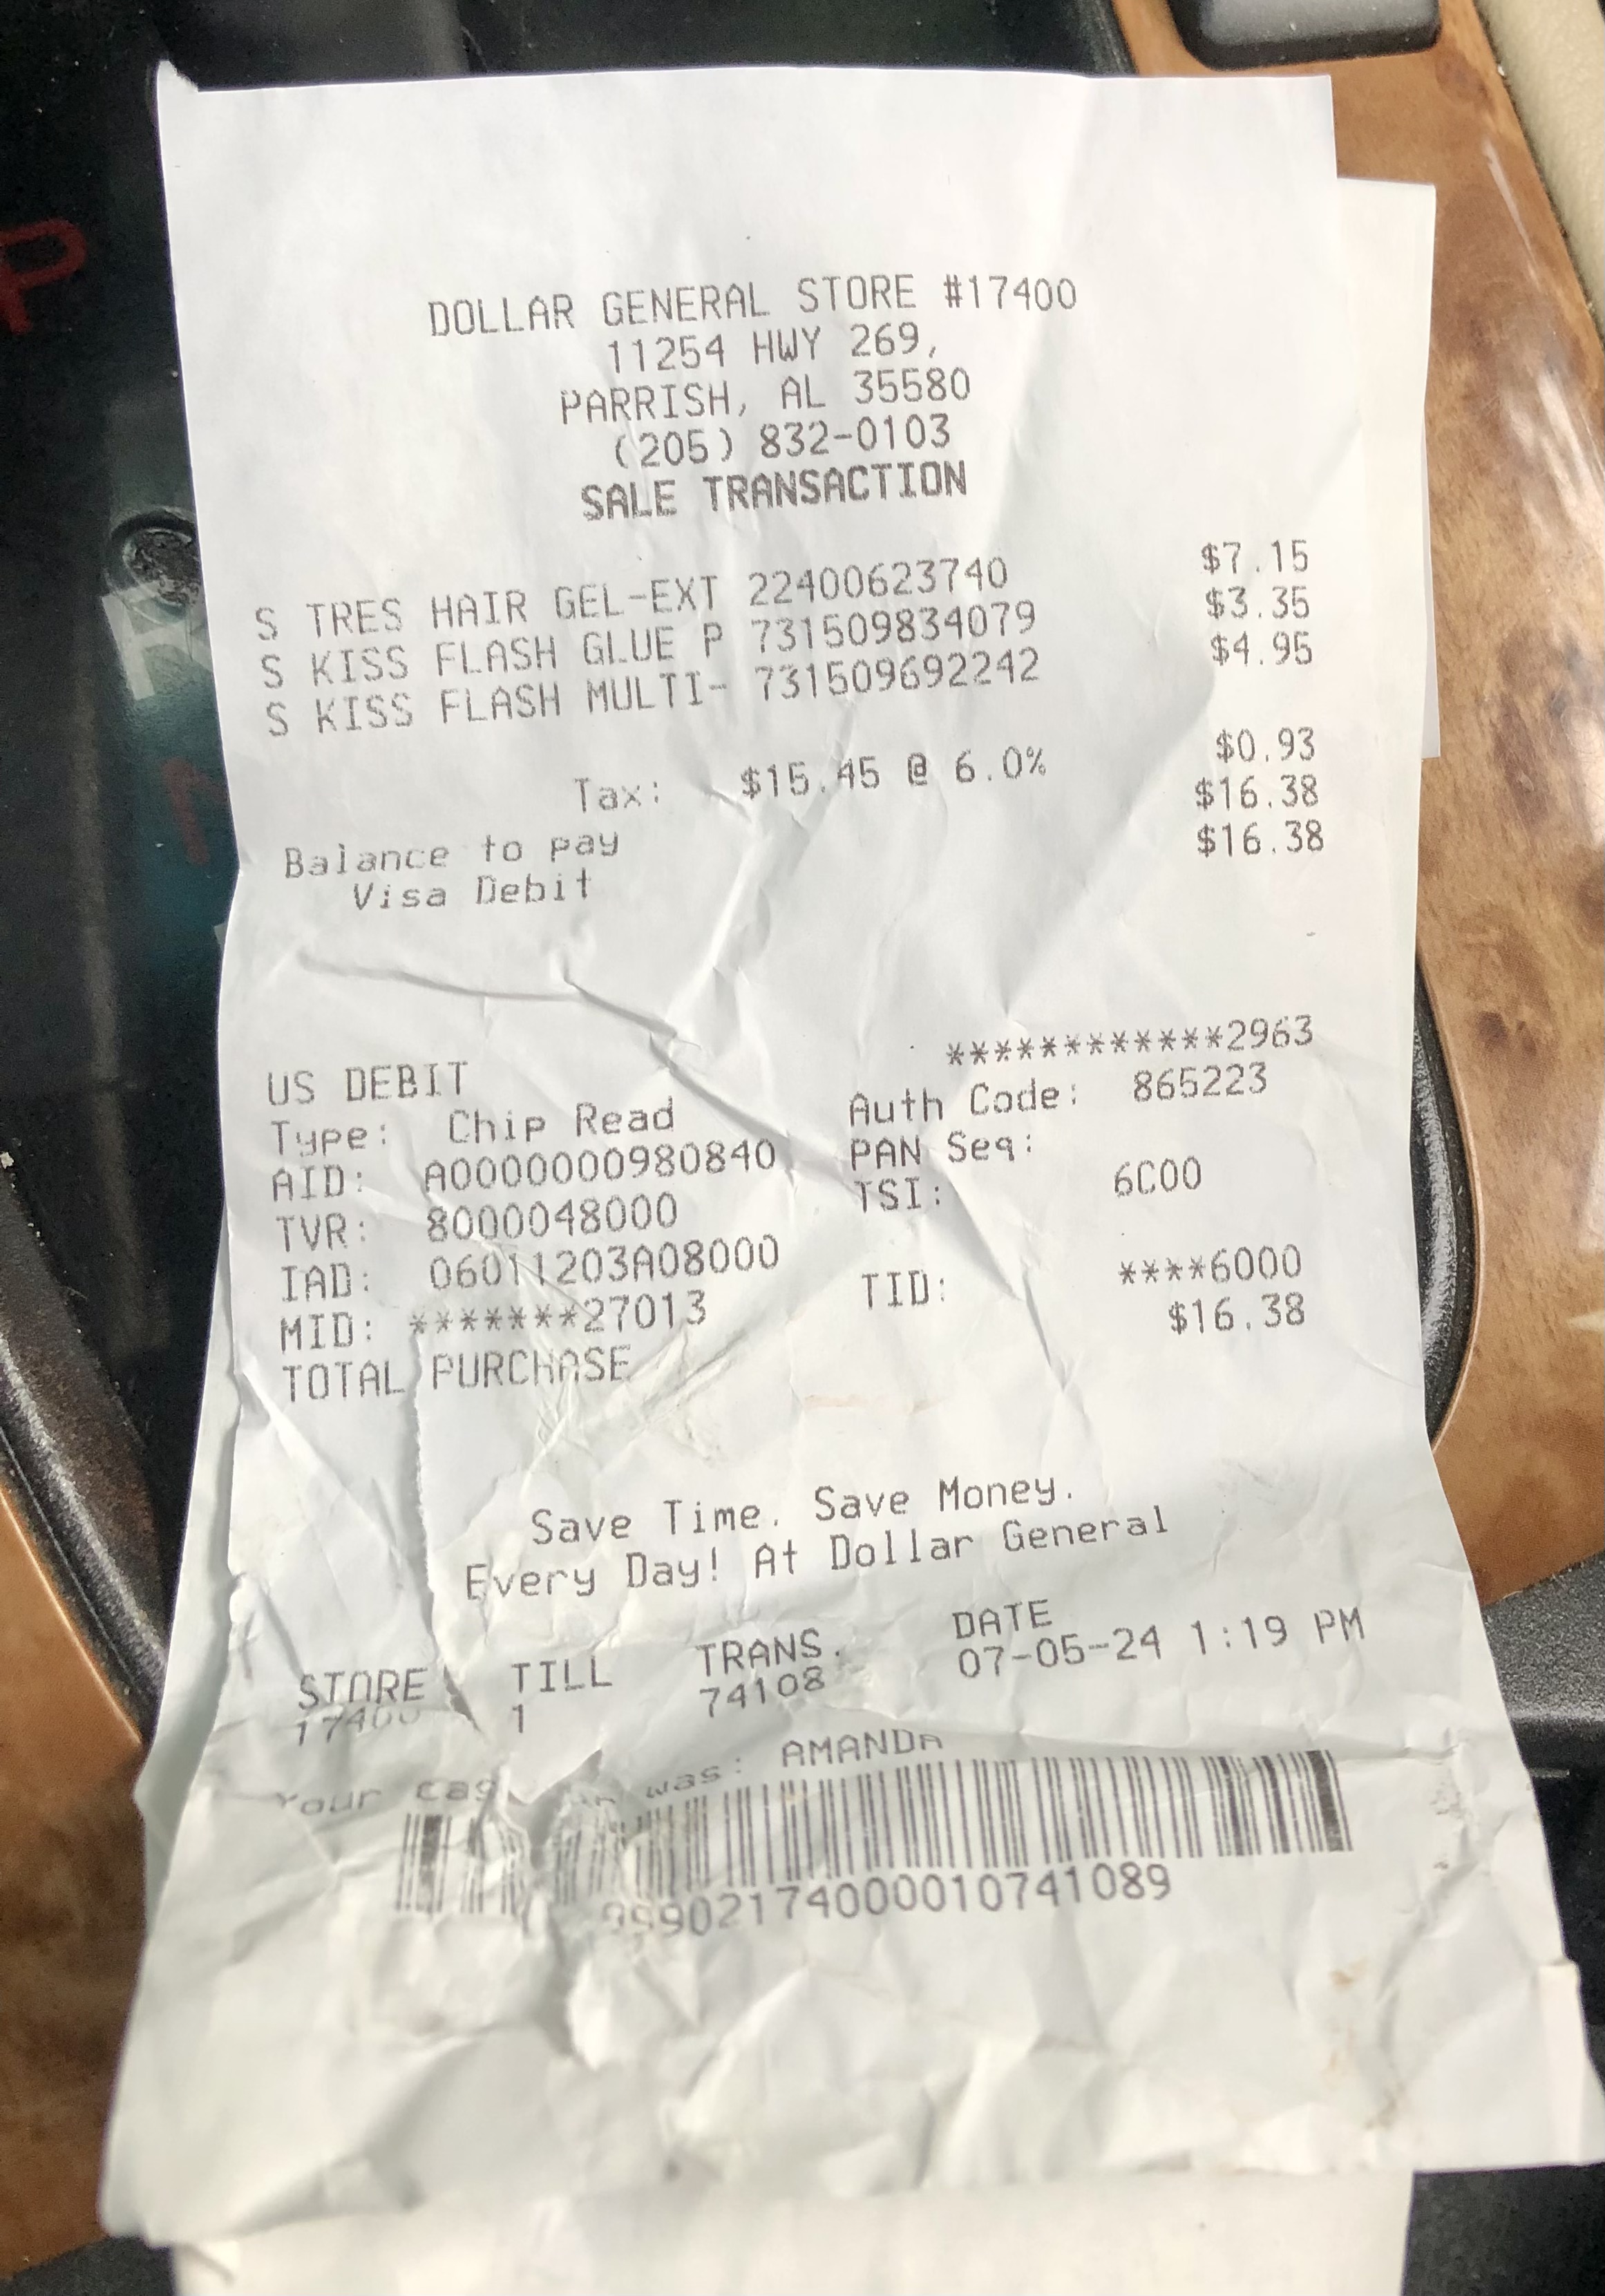 DOLLAR GENERAL STORE #17400
11254 HWY 269,
PARRISH, AL 35580
(205) 832-0103
SALE TRANSACTION
S TRES HAIR GEL-EXT 22400623740 $7.15
S KISS FLASH GLUE P 731509834079 $3.35
S KISS FLASH MULTI- 731509692242 $4.95
Tax: $15.45 @ 6.0% $0.93
Balance to pay $16.38
Visa Debit $16.38
************2963
US DEBIT Auth Code: 865223
Type: Chip Read PAN Seq:
AID: A0000000980840 TSI: 6C00
TVR: 8000048000
IAD: 06011203A08000 TID: ****6000
MID: *******27013 $16.38
TOTAL PURCHASE
Save Time. Save Money.
Every Day! At Dollar General
STORE TILL TRANS. DATE
17400 1 74108 07-05-24 1:19 PM
Your was: AMANDA
99902174000010741089
P
R
N